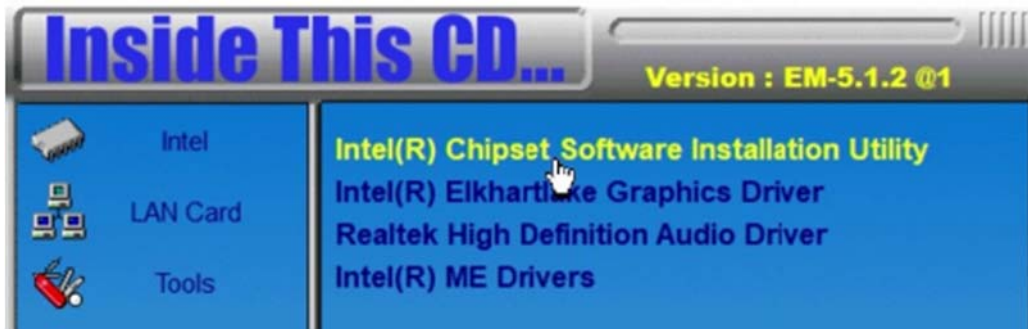 Inside This CD...
Version : EM-5.1.2 @1
Intel
LAN Card
Tools
Intel(R) Chipset Software Installation Utility
Intel(R) Elkhartlake Graphics Driver
Realtek High Definition Audio Driver
Intel(R) ME Drivers